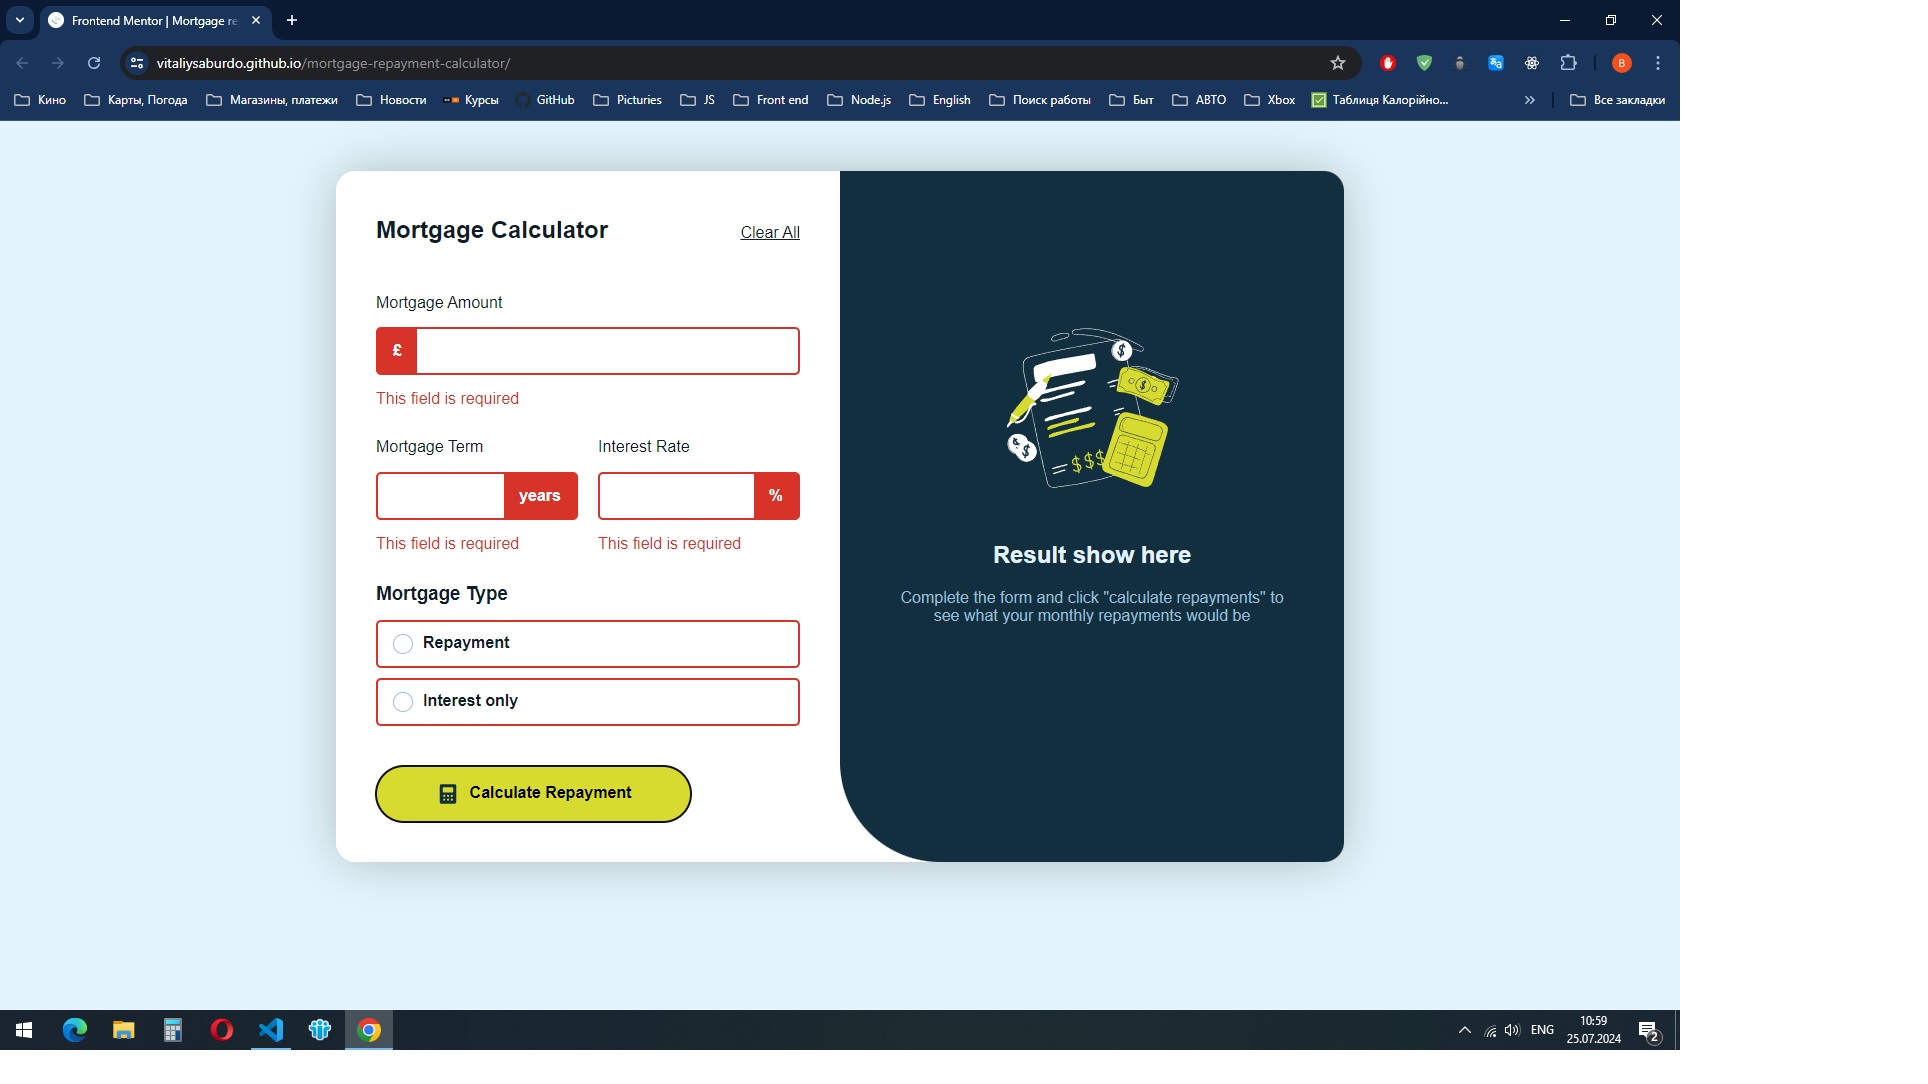 Frontend Mentor | Mortgage re
vitaliysaburdo.github.io/mortgage-repayment-calculator/
B
Кино
Карты, Погода
Магазины, платежи
Новости
Курсы
GitHub
Picturies
JS
Front end
Node.js
English
Поиск работы
Быт
АВТО
Xbox
Таблиця Калорійно...
Все закладки
Mortgage Calculator
Clear All
Mortgage Amount
£
This field is required
Mortgage Term
Interest Rate
years
%
This field is required
This field is required
Mortgage Type
Repayment
Interest only
Calculate Repayment
$
$
$ $
$$$
Result show here
Complete the form and click "calculate repayments" to
see what your monthly repayments would be
ENG
10:59
25.07.2024
2